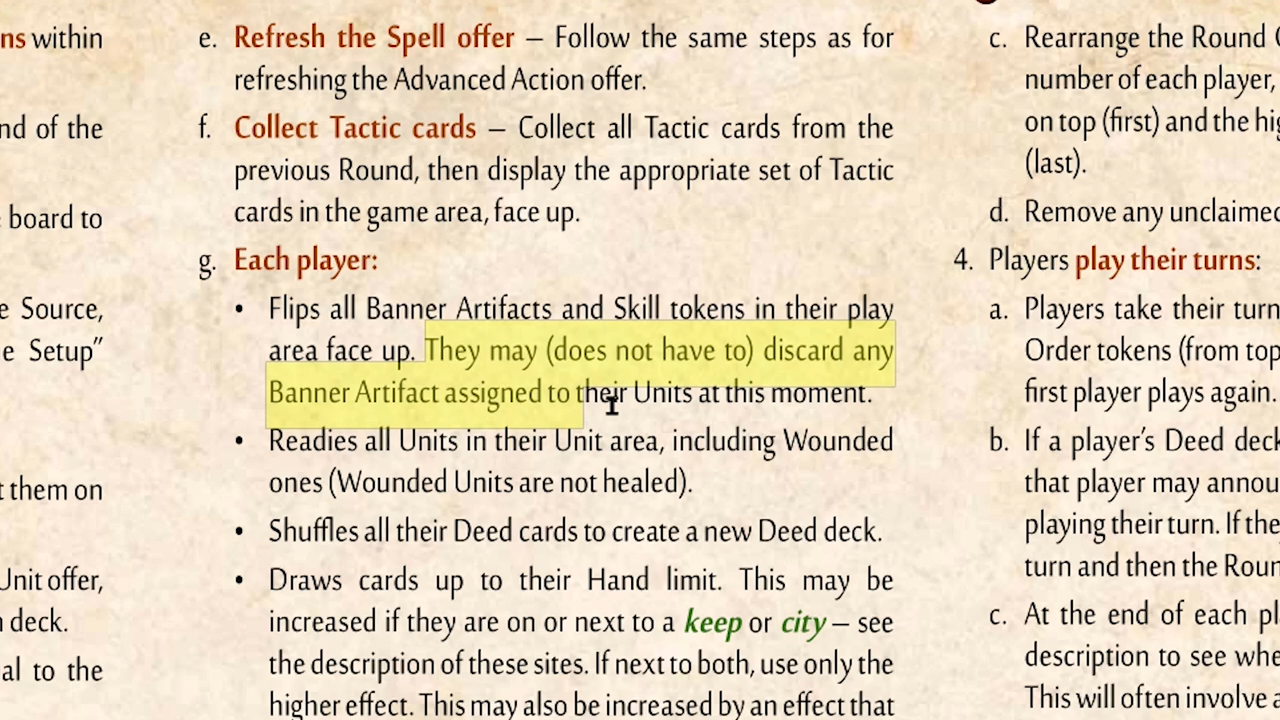 ns within
nd of the
board to
e Source,
e Setup"
t them on
Unit offer,
deck.
al to the
e. Refresh the Spell offer – Follow the same steps as for
refreshing the Advanced Action offer.
f. Collect Tactic cards – Collect all Tactic cards from the
previous Round, then display the appropriate set of Tactic
cards in the game area, face up.
g. Each player:
• Flips all Banner Artifacts and Skill tokens in their play
area face up. They may (does not have to) discard any
Banner Artifact assigned to their Units at this moment.
• Readies all Units in their Unit area, including Wounded
ones (Wounded Units are not healed).
• Shuffles all their Deed cards to create a new Deed deck.
• Draws cards up to their Hand limit. This may be
increased if they are on or next to a keep or city – see
the description of these sites. If next to both, use only the
higher effect. This may also be increased by an effect that
c. Rearrange the Round
number of each player,
on top (first) and the hig
(last).
d. Remove any unclaimed
4. Players play their turns:
a. Players take their turn
Order tokens (from top
first player plays again.
b. If a player's Deed deck
that player may annou
playing their turn. If they
turn and then the Roun
c. At the end of each pl
description to see whe
This will often involve a